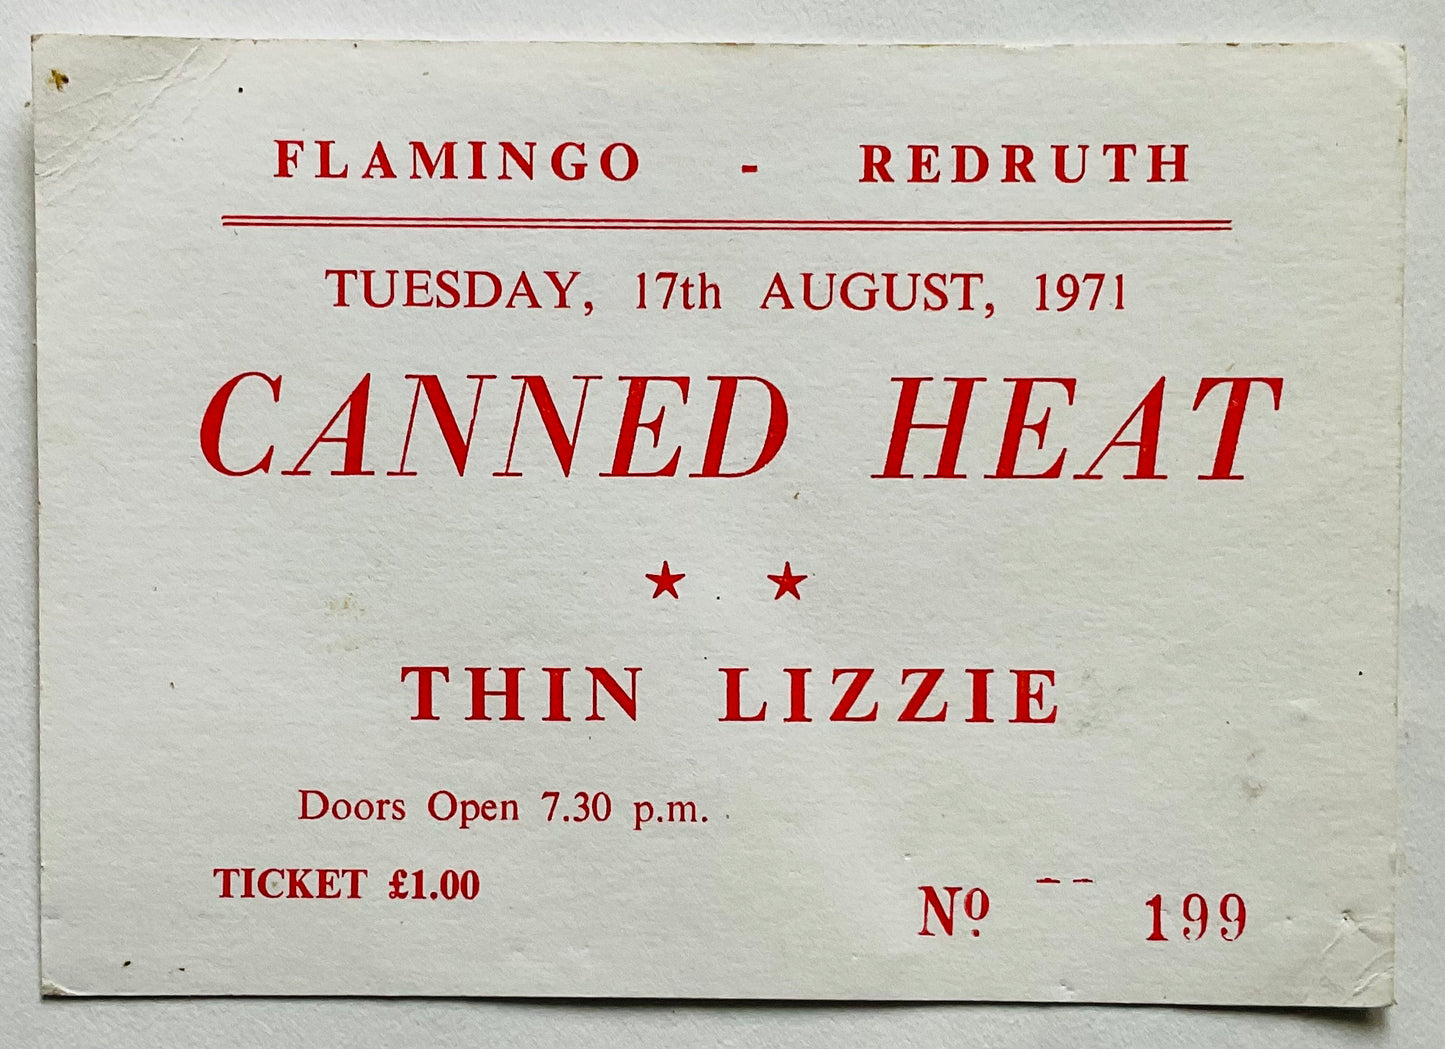 FLAMINGO - REDRUTH
TUESDAY, 17th AUGUST, 1971
CANNED HEAT
★ ★
THIN LIZZIE
Doors Open 7.30 p.m.
TICKET £1.00
Nº 199